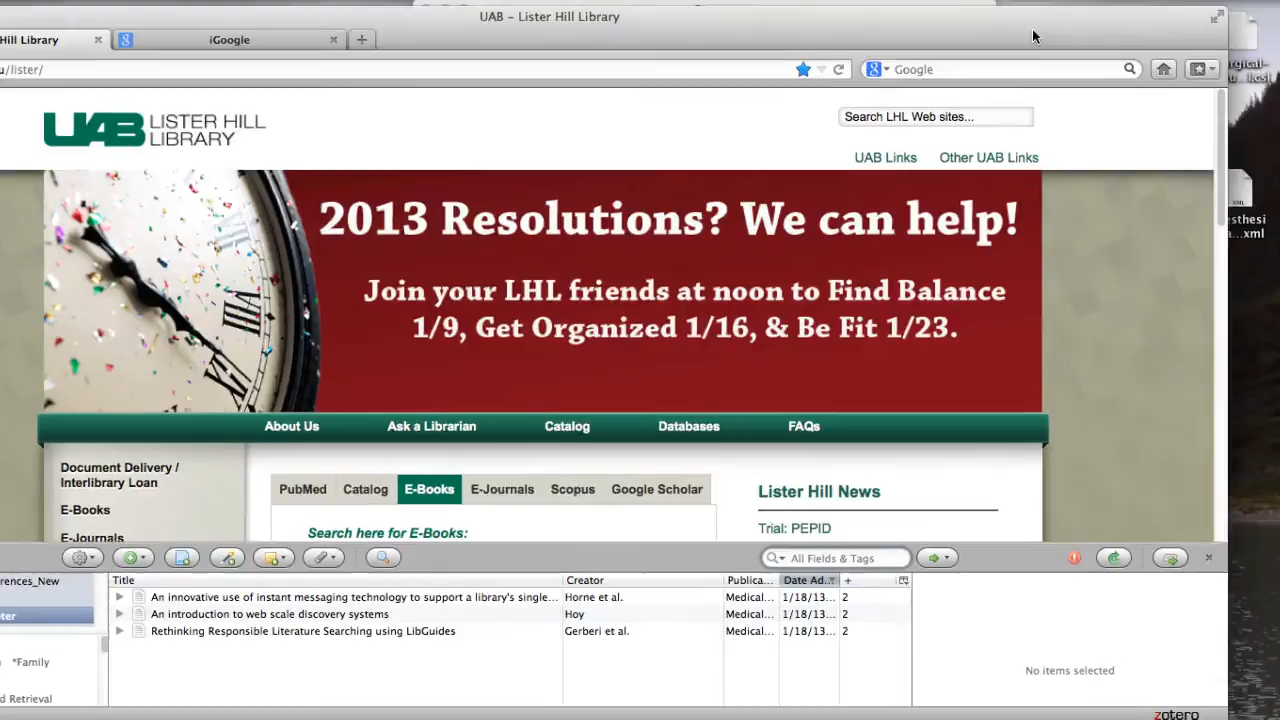 UAB – Lister Hill Library
Hill Library
iGoogle
u/lister/
Google
UAB LISTER HILL
LIBRARY
Search LHL Web sites...
UAB Links Other UAB Links
2013 Resolutions? We can help!
Join your LHL friends at noon to Find Balance
1/9, Get Organized 1/16, & Be Fit 1/23.
About Us Ask a Librarian Catalog Databases FAQs
Document Delivery /
Interlibrary Loan
E-Books
E-Journals
PubMed Catalog E-Books E-Journals Scopus Google Scholar
Search here for E-Books:
Lister Hill News
Trial: PEPID
All Fields & Tags
erences_New
Title Creator Publica... Date Ad...
An innovative use of instant messaging technology to support a library's single... Horne et al. Medical... 1/18/13... 2
An introduction to web scale discovery systems Hoy Medical... 1/18/13... 2
Rethinking Responsible Literature Searching using LibGuides Gerberi et al. Medical... 1/18/13... 2
*Family
d Retrieval
No items selected
zotero
rgical-
esthesi
...xml